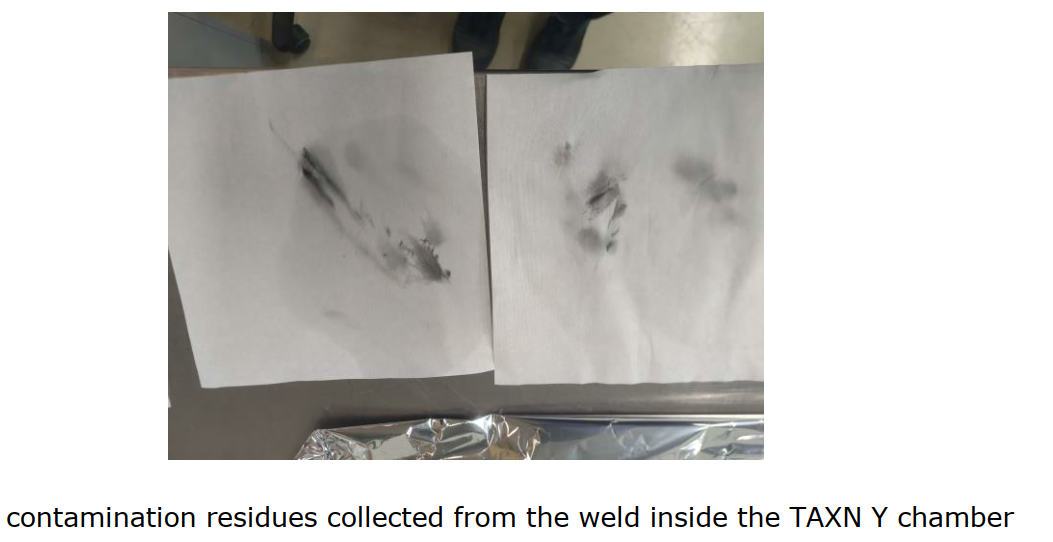 contamination residues collected from the weld inside the TAXN Y chamber